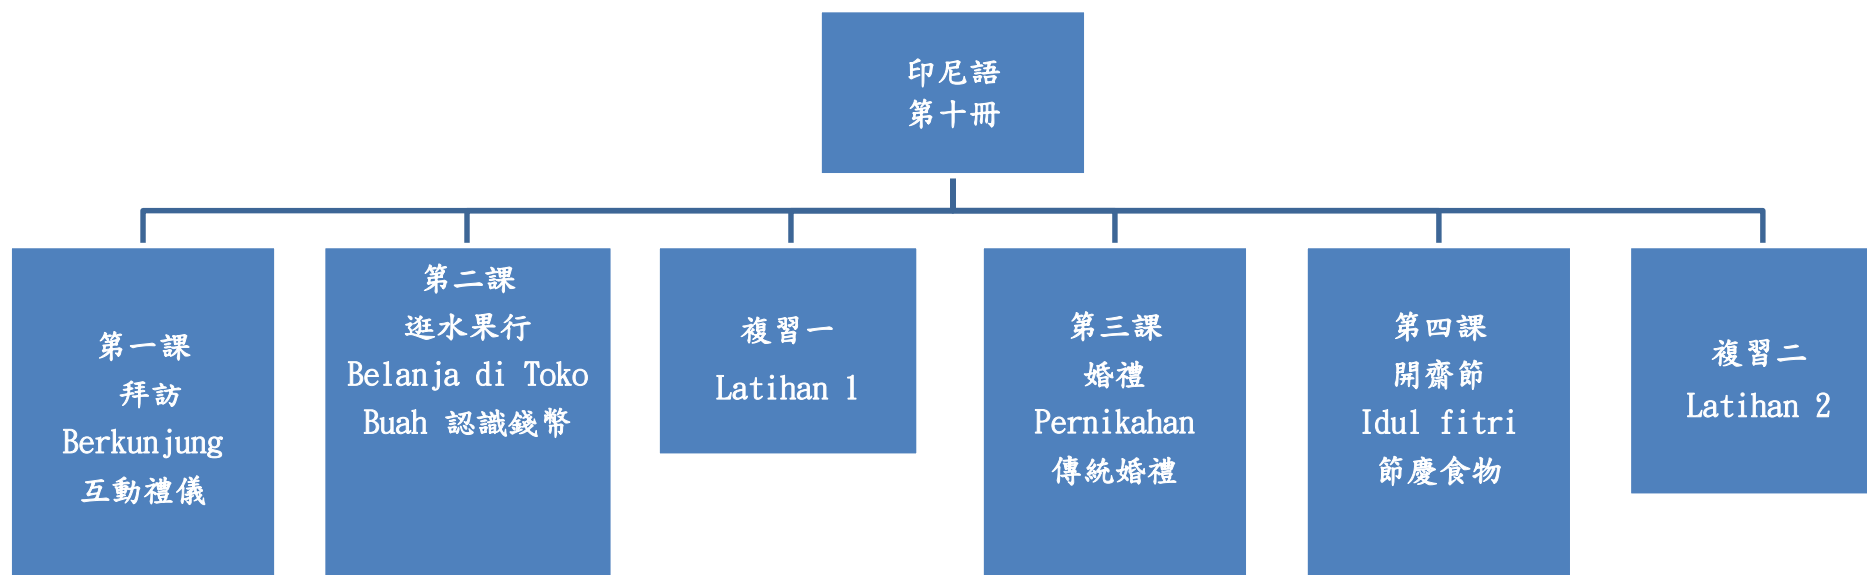 印尼語
第十冊
第一課
拜訪
Berkunjung
互動禮儀
第二課
逛水果行
Belanja di Toko
Buah 認識錢幣
複習一
Latihan 1
第三課
婚禮
Pernikahan
傳統婚禮
第四課
開齋節
Idul fitri
節慶食物
複習二
Latihan 2